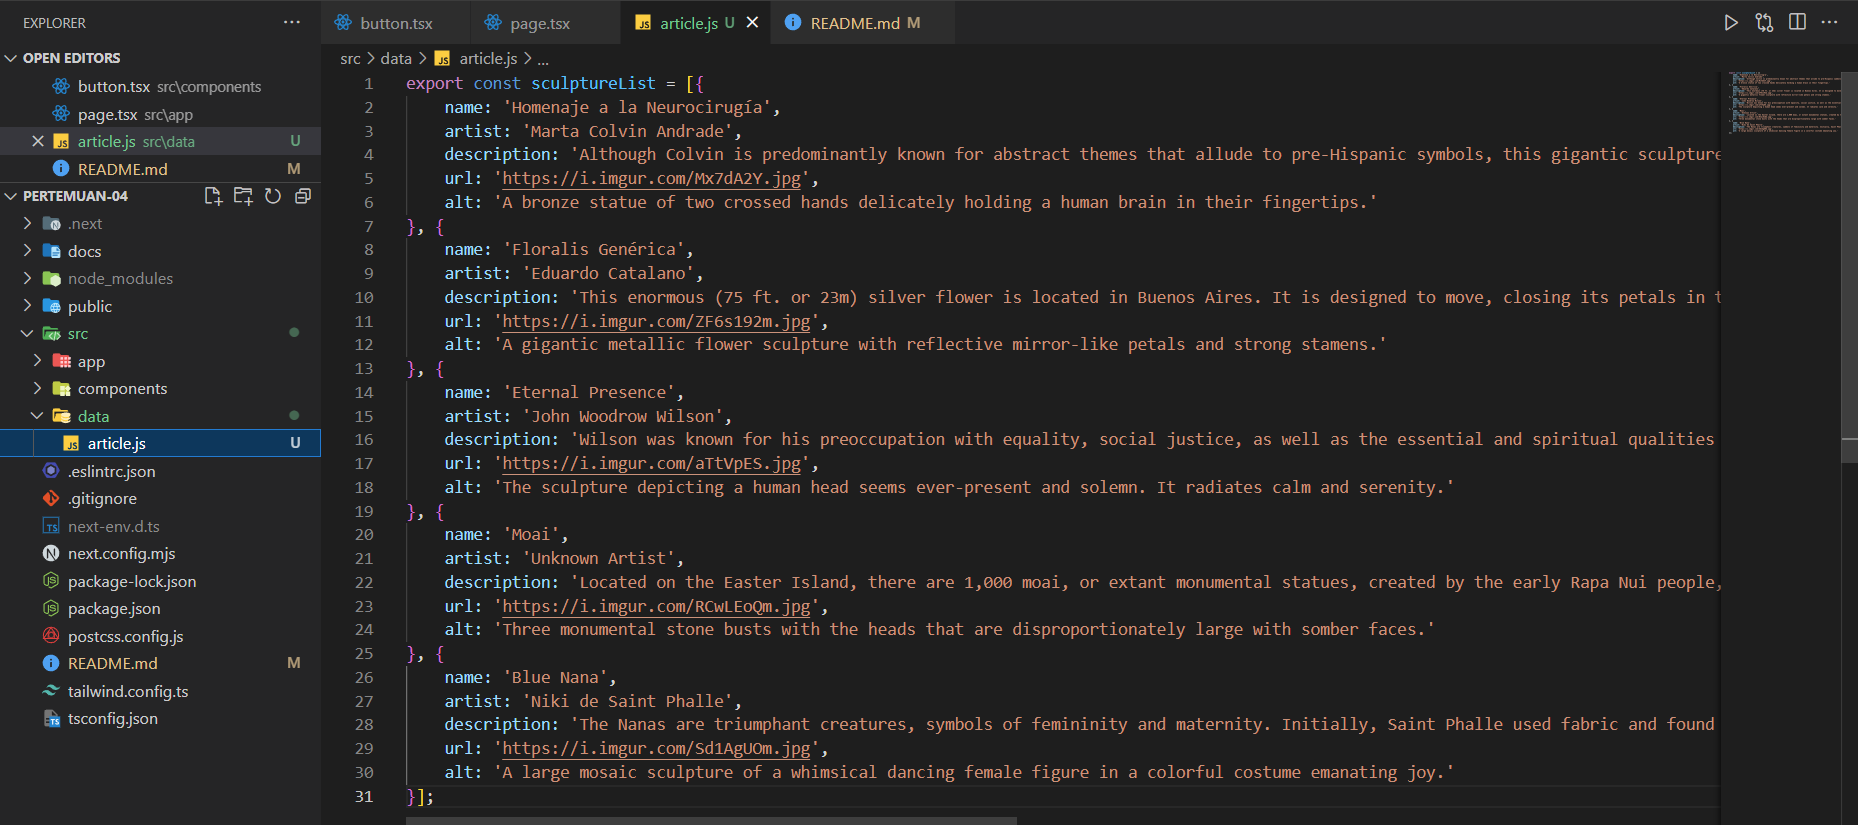 EXPLORER
OPEN EDITORS
button.tsx src\components
page.tsx src\app
article.js src\data U
README.md M
PERTEMUAN-04
.next
docs
node_modules
public
src
app
components
data
article.js U
.eslintrc.json
.gitignore
next-env.d.ts
next.config.mjs
package-lock.json
package.json
postcss.config.js
README.md M
tailwind.config.ts
tsconfig.json
button.tsx page.tsx article.js U README.md M
src > data > JS article.js > ...
1 export const sculptureList = [{
2 name: 'Homenaje a la Neurocirugía',
3 artist: 'Marta Colvin Andrade',
4 description: 'Although Colvin is predominantly known for abstract themes that allude to pre-Hispanic symbols, this gigantic sculpture
5 url: 'https://i.imgur.com/Mx7dA2Y.jpg',
6 alt: 'A bronze statue of two crossed hands delicately holding a human brain in their fingertips.'
7 }, {
8 name: 'Floralis Genérica',
9 artist: 'Eduardo Catalano',
10 description: 'This enormous (75 ft. or 23m) silver flower is located in Buenos Aires. It is designed to move, closing its petals in t
11 url: 'https://i.imgur.com/ZF6s192m.jpg',
12 alt: 'A gigantic metallic flower sculpture with reflective mirror-like petals and strong stamens.'
13 }, {
14 name: 'Eternal Presence',
15 artist: 'John Woodrow Wilson',
16 description: 'Wilson was known for his preoccupation with equality, social justice, as well as the essential and spiritual qualities
17 url: 'https://i.imgur.com/aTtVpES.jpg',
18 alt: 'The sculpture depicting a human head seems ever-present and solemn. It radiates calm and serenity.'
19 }, {
20 name: 'Moai',
21 artist: 'Unknown Artist',
22 description: 'Located on the Easter Island, there are 1,000 moai, or extant monumental statues, created by the early Rapa Nui people,
23 url: 'https://i.imgur.com/RCwLEoQm.jpg',
24 alt: 'Three monumental stone busts with the heads that are disproportionately large with somber faces.'
25 }, {
26 name: 'Blue Nana',
27 artist: 'Niki de Saint Phalle',
28 description: 'The Nanas are triumphant creatures, symbols of femininity and maternity. Initially, Saint Phalle used fabric and found
29 url: 'https://i.imgur.com/Sd1AgUOm.jpg',
30 alt: 'A large mosaic sculpture of a whimsical dancing female figure in a colorful costume emanating joy.'
31 }];